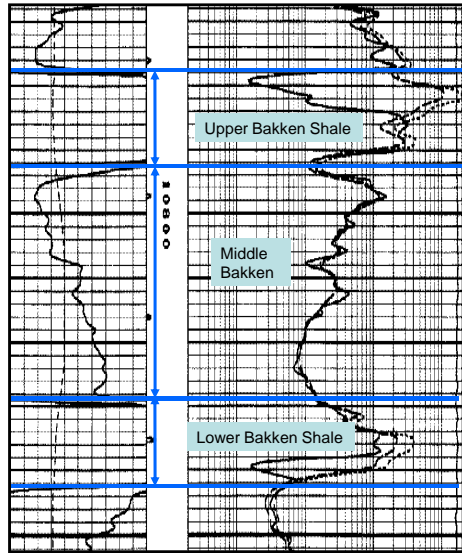 Upper Bakken Shale
10800
Middle
Bakken
Lower Bakken Shale